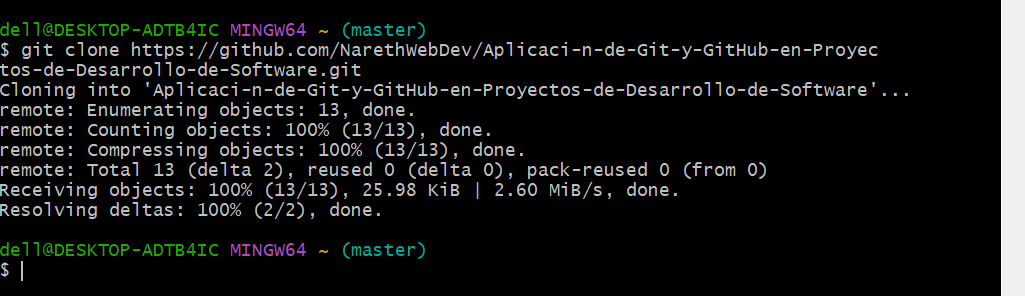 dell@DESKTOP-ADTB4IC MINGW64 ~ (master)
$ git clone https://github.com/NarethWebDev/Aplicaci-n-de-Git-y-GitHub-en-Proyec
tos-de-Desarrollo-de-Software.git
Cloning into 'Aplicaci-n-de-Git-y-GitHub-en-Proyectos-de-Desarrollo-de-Software'...
remote: Enumerating objects: 13, done.
remote: Counting objects: 100% (13/13), done.
remote: Compressing objects: 100% (13/13), done.
remote: Total 13 (delta 2), reused 0 (delta 0), pack-reused 0 (from 0)
Receiving objects: 100% (13/13), 25.98 KiB | 2.60 MiB/s, done.
Resolving deltas: 100% (2/2), done.
dell@DESKTOP-ADTB4IC MINGW64 ~ (master)
$